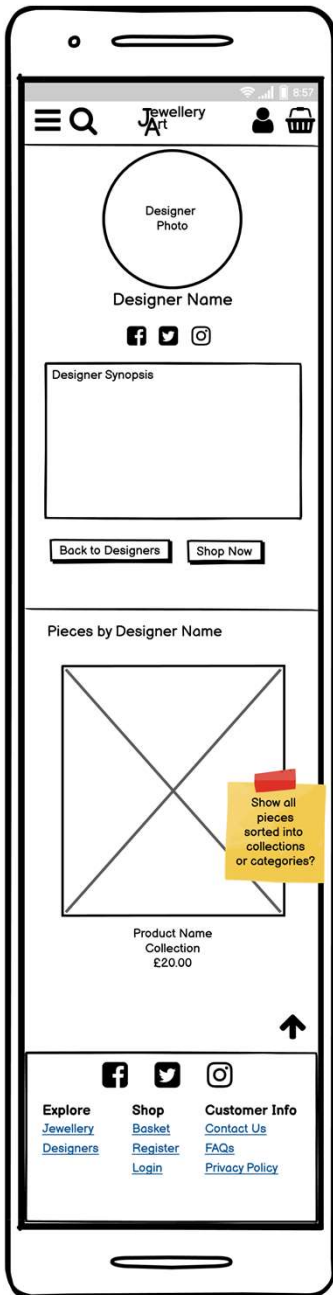 8:57
Jewellery
Art
Designer
Photo
Designer Name
Designer Synopsis
Back to Designers
Shop Now
Pieces by Designer Name
Show all
pieces
sorted into
collections
or categories?
Product Name
Collection
£20.00
Explore
Shop
Customer Info
Jewellery
Basket
Contact Us
Designers
Register
FAQs
Login
Privacy Policy